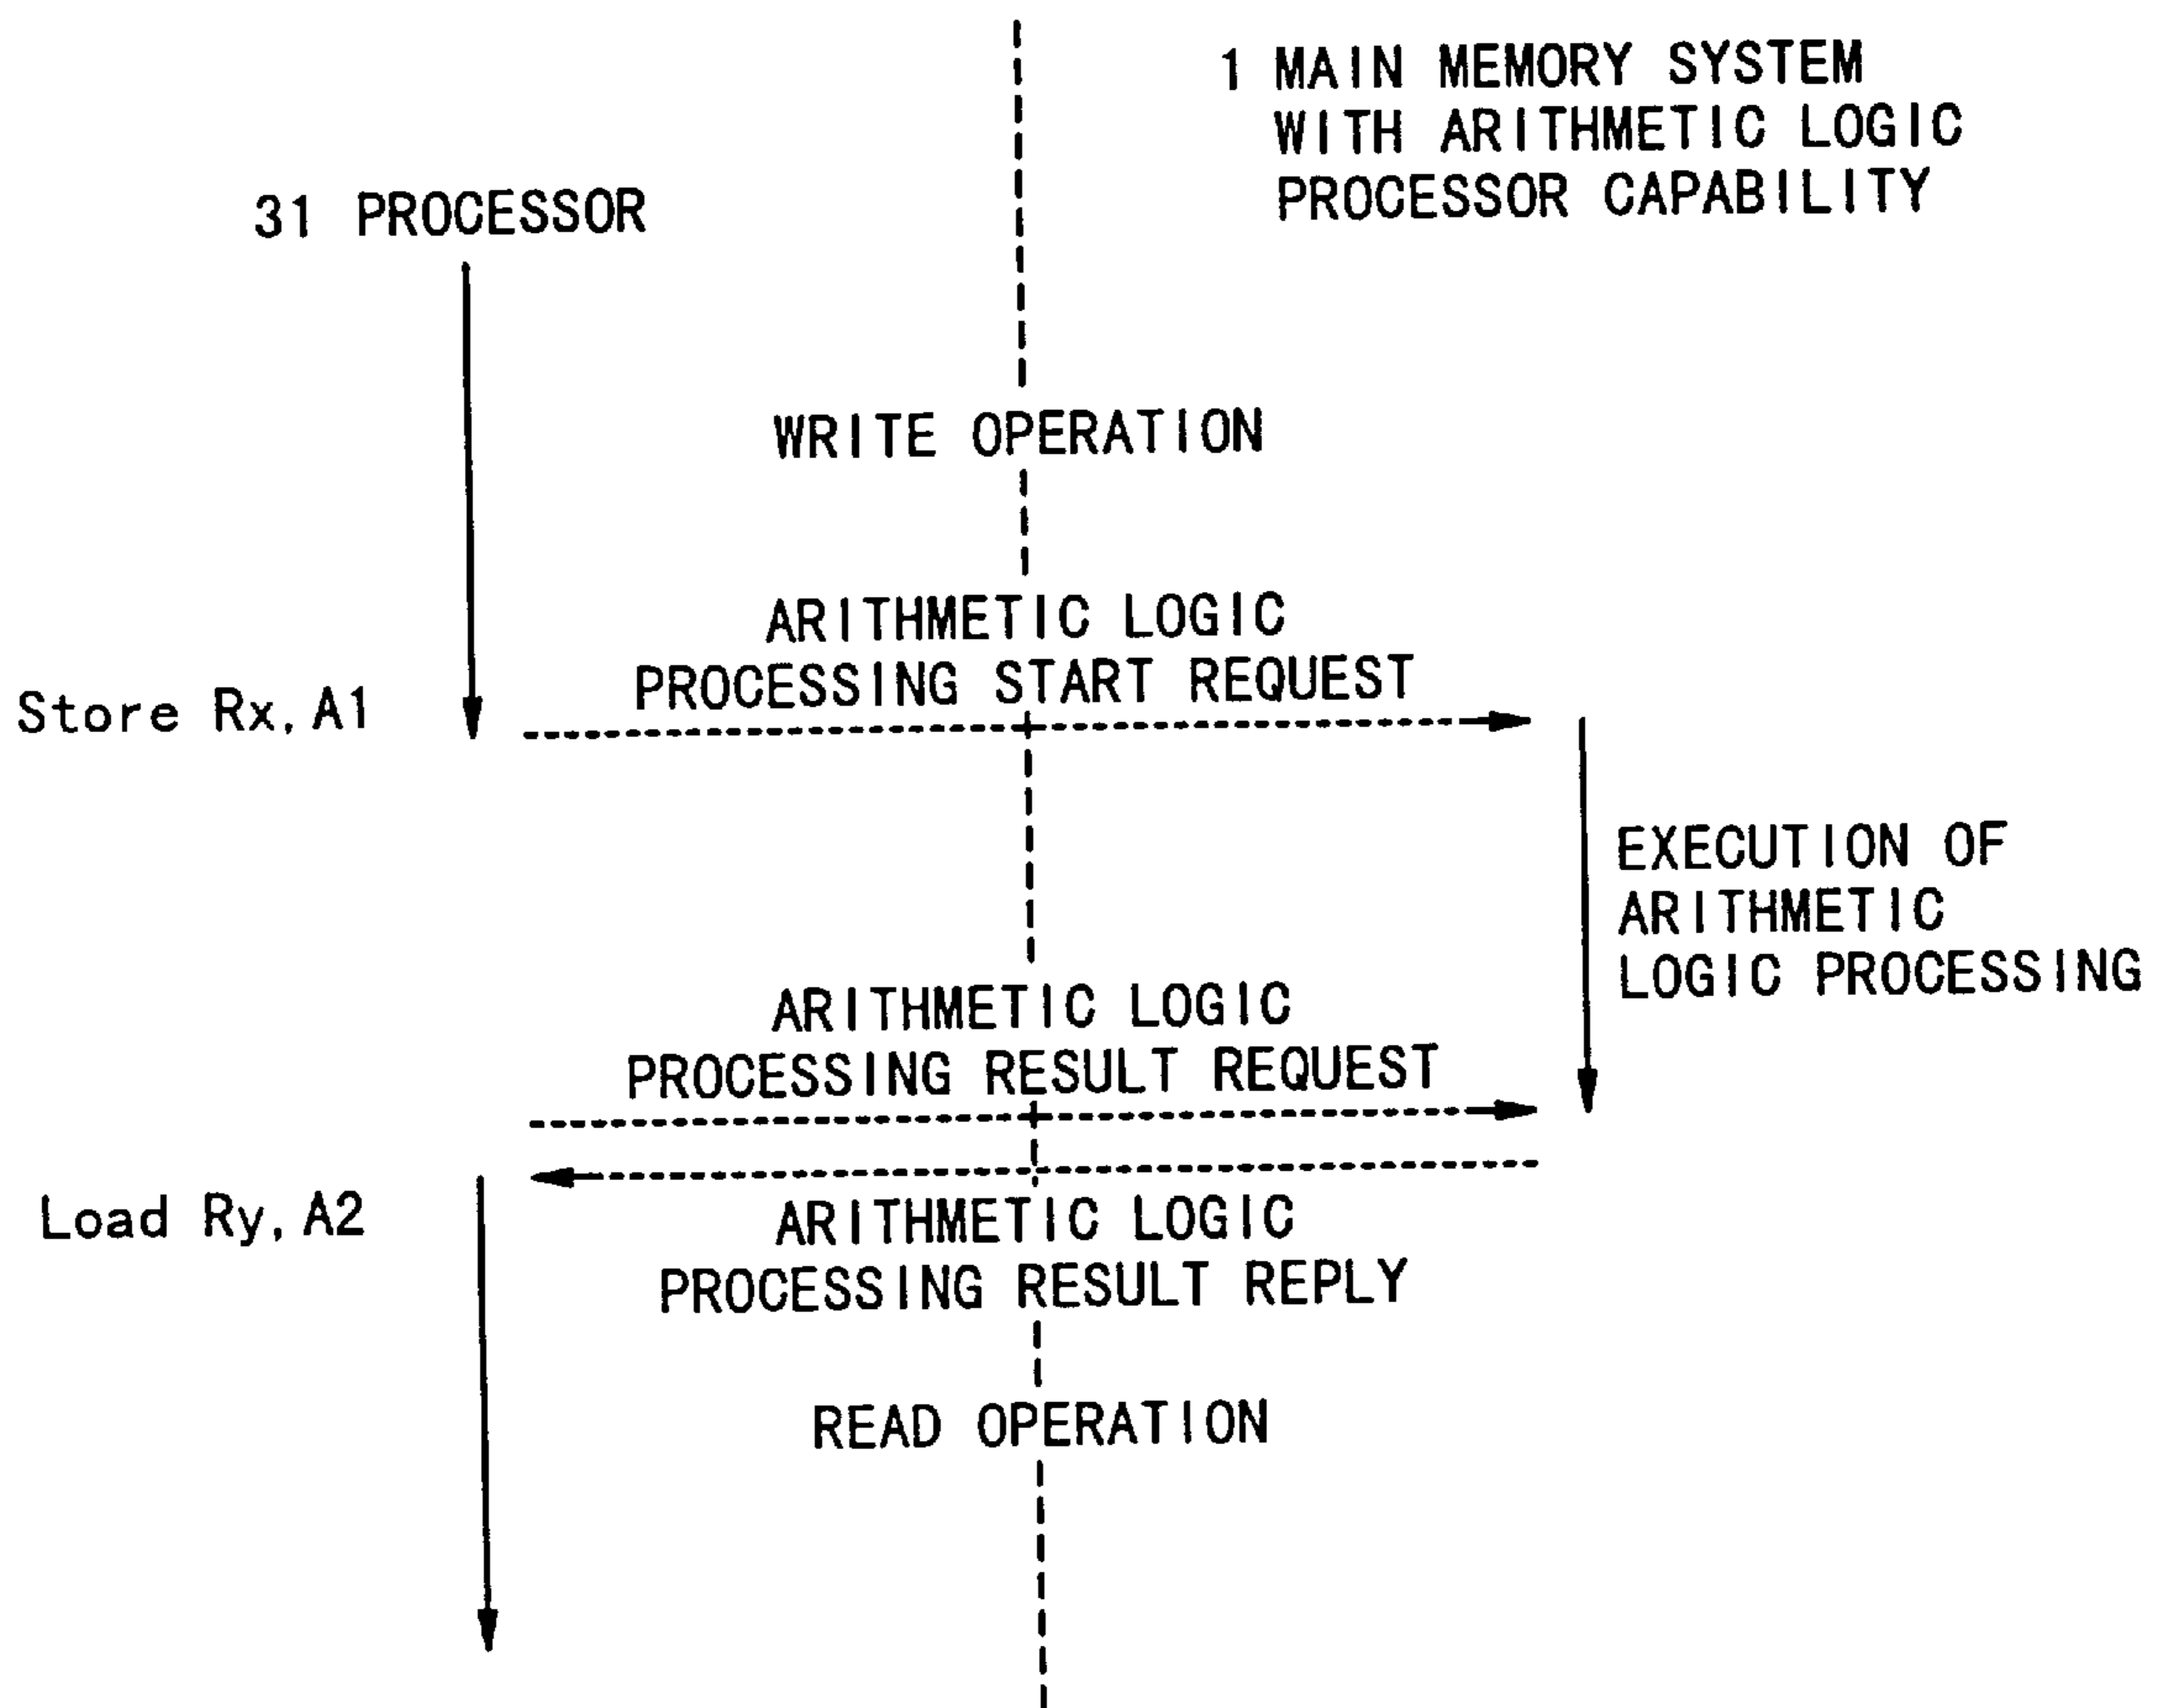 1 MAIN MEMORY SYSTEM
WITH ARITHMETIC LOGIC
PROCESSOR CAPABILITY
31 PROCESSOR
WRITE OPERATION
ARITHMETIC LOGIC
PROCESSING START REQUEST
Store Rx, A1
EXECUTION OF
ARITHMETIC
LOGIC PROCESSING
ARITHMETIC LOGIC
PROCESSING RESULT REQUEST
Load Ry, A2
ARITHMETIC LOGIC
PROCESSING RESULT REPLY
READ OPERATION